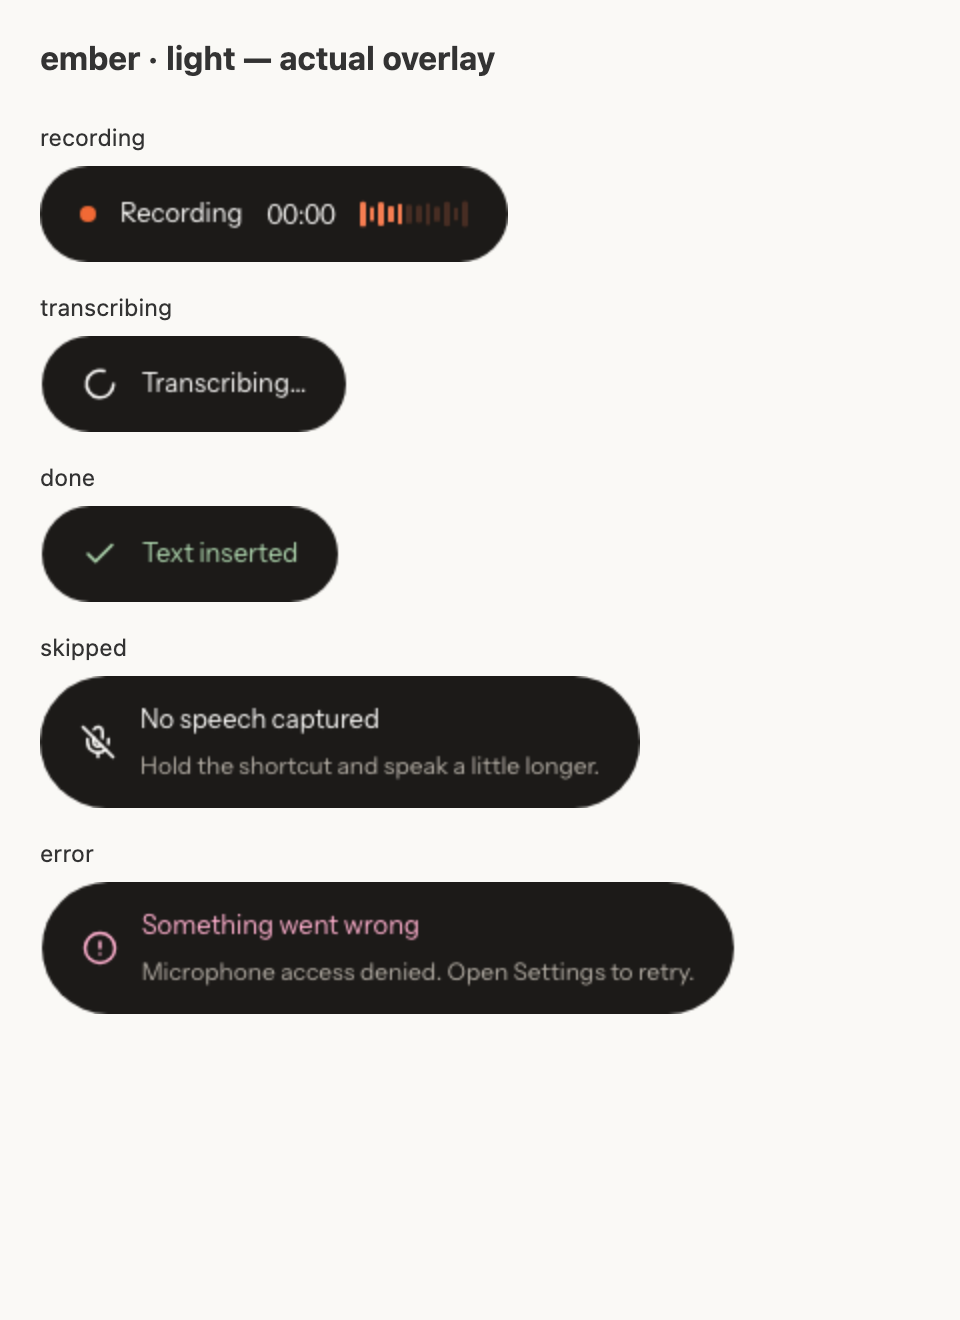 ember · light — actual overlay
recording
Recording 00:00
transcribing
Transcribing...
done
Text inserted
skipped
No speech captured
Hold the shortcut and speak a little longer.
error
Something went wrong
Microphone access denied. Open Settings to retry.